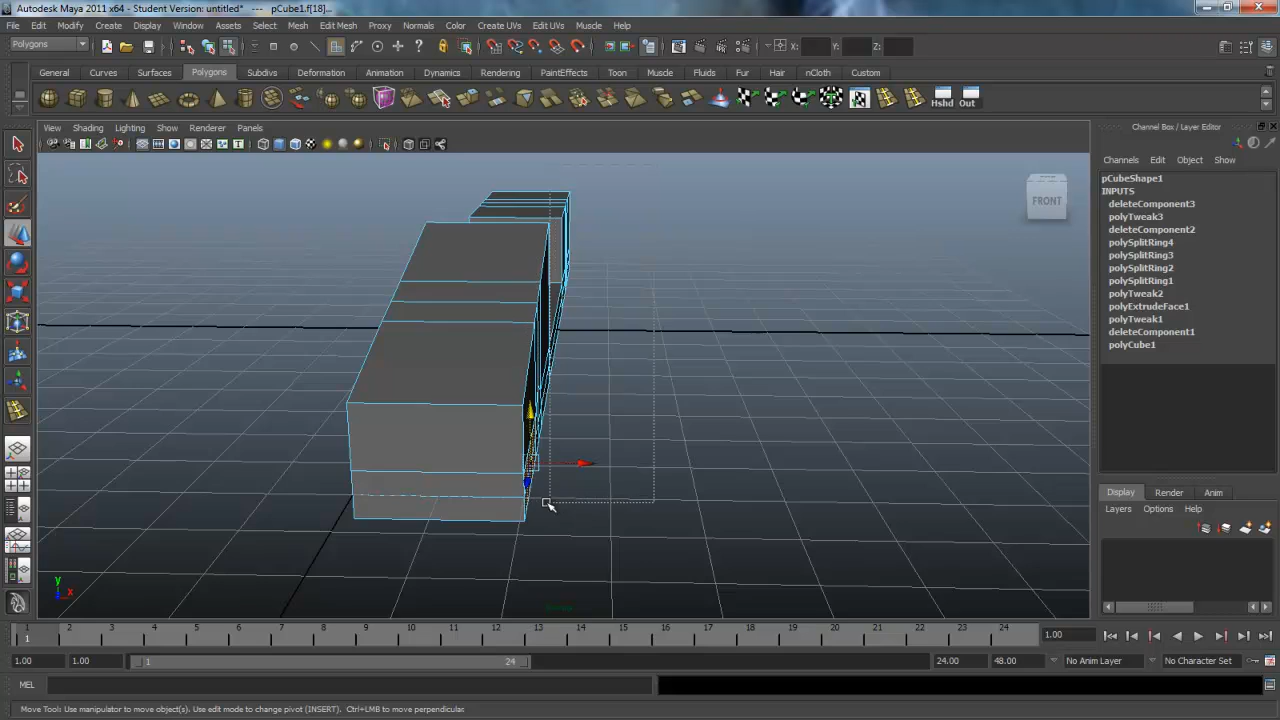 Autodesk Maya 2011 x64 - Student Version: untitled* --- pCube1.f[18]...
File Edit Modify Create Display Window Assets Select Mesh Edit Mesh Proxy Normals Color Create UVs Edit UVs Muscle Help
Polygons X: Y: Z:
General Curves Surfaces Polygons Subdivs Deformation Animation Dynamics Rendering PaintEffects Toon Muscle Fluids Fur Hair nCloth Custom
Hshd Out
View Shading Lighting Show Renderer Panels
Channel Box / Layer Editor
Channels Edit Object Show
pCubeShape1
INPUTS
deleteComponent3
polyTweak3
deleteComponent2
polySplitRing4
polySplitRing3
polySplitRing2
polySplitRing1
polyTweak2
polyExtrudeFace1
polyTweak1
deleteComponent1
polyCube1
FRONT
y
x
Display Render Anim
Layers Options Help
1 2 3 4 5 6 7 8 9 10 11 12 13 14 15 16 17 18 19 20 21 22 23 24
1 1.00
1.00 1.00 1 24 24.00 48.00 No Anim Layer No Character Set
MEL
Move Tool: Use manipulator to move object(s). Use edit mode to change pivot (INSERT). Ctrl+LMB to move perpendicular.